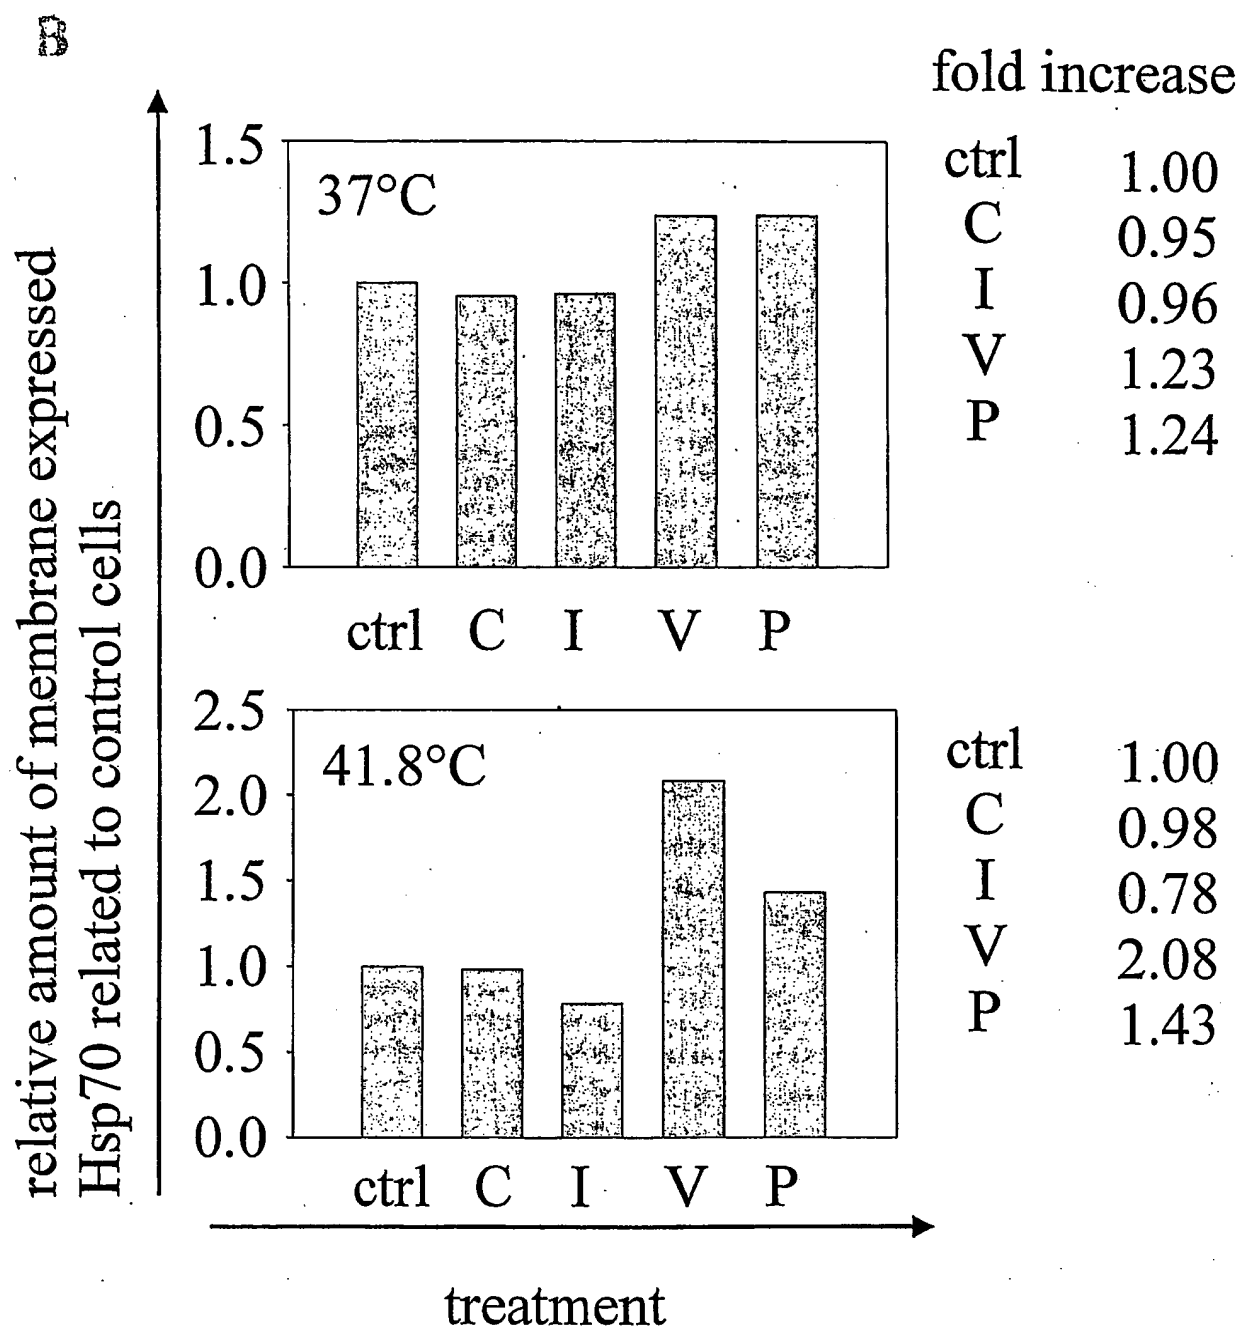 B
fold increase
relative amount of membrane expressed
Hsp70 related to control cells
1.5
1.0
0.5
0.0
37°C
ctrl C I V P
ctrl 1.00
C 0.95
I 0.96
V 1.23
P 1.24
2.5
2.0
1.5
1.0
0.5
0.0
41.8°C
ctrl C I V P
ctrl 1.00
C 0.98
I 0.78
V 2.08
P 1.43
treatment